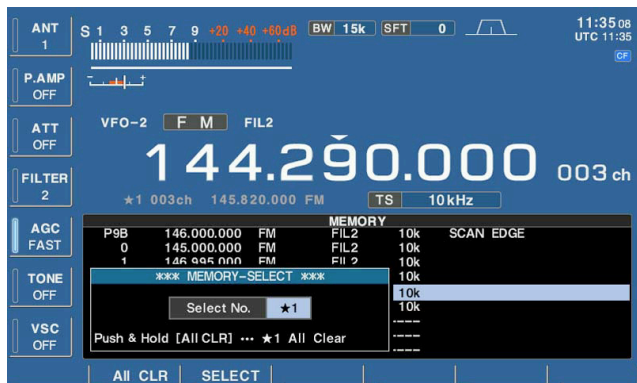 ANT
1
S 1 3 5 7 9 +20 +40 +60dB
BW 15k
SFT 0
11:35 08
UTC 11:35
CF
P.AMP
OFF
- +
ATT
OFF
VFO-2 F M FIL2
144.290.000 003 ch
★1 003ch 145.820.000 FM
TS 10kHz
FILTER
2
AGC
FAST
TONE
OFF
VSC
OFF
MEMORY
P9B 146.000.000 FM FIL2 10k SCAN EDGE
0 145.000.000 FM FIL2 10k
1 146.995.000 FM FIL2 10k
10k
10k
10k
----
----
----
*** MEMORY-SELECT ***
Select No. ★1
Push & Hold [All CLR] ••• ★1 All Clear
All CLR
SELECT